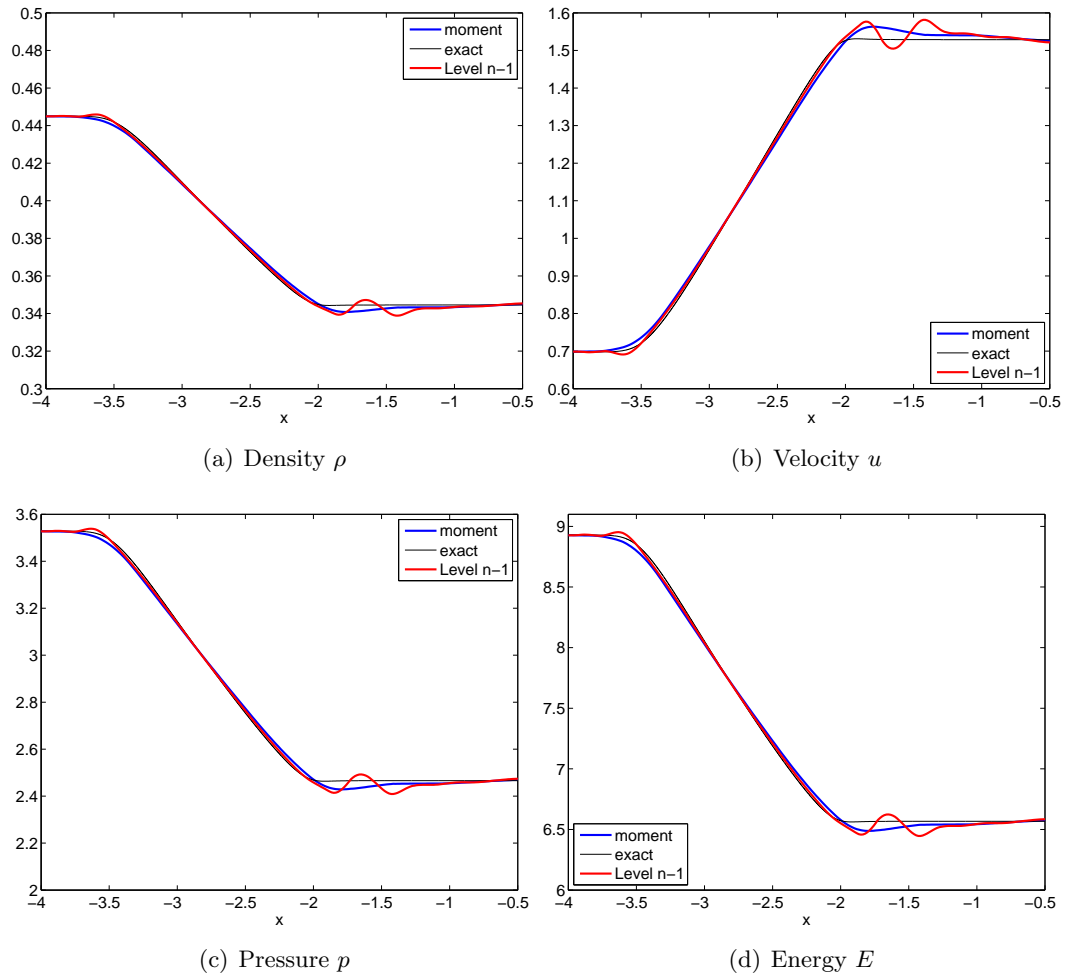 0.5
0.48
0.46
0.44
0.42
0.4
0.38
0.36
0.34
0.32
0.3
−4 −3.5 −3 −2.5 −2 −1.5 −1 −0.5
x
moment
exact
Level n−1
(a) Density ρ
1.6
1.5
1.4
1.3
1.2
1.1
1
0.9
0.8
0.7
0.6
−4 −3.5 −3 −2.5 −2 −1.5 −1 −0.5
x
moment
exact
Level n−1
(b) Velocity u
3.6
3.4
3.2
3
2.8
2.6
2.4
2.2
2
−4 −3.5 −3 −2.5 −2 −1.5 −1 −0.5
x
moment
exact
Level n−1
(c) Pressure p
9
8.5
8
7.5
7
6.5
6
−4 −3.5 −3 −2.5 −2 −1.5 −1 −0.5
x
moment
exact
Level n−1
(d) Energy E